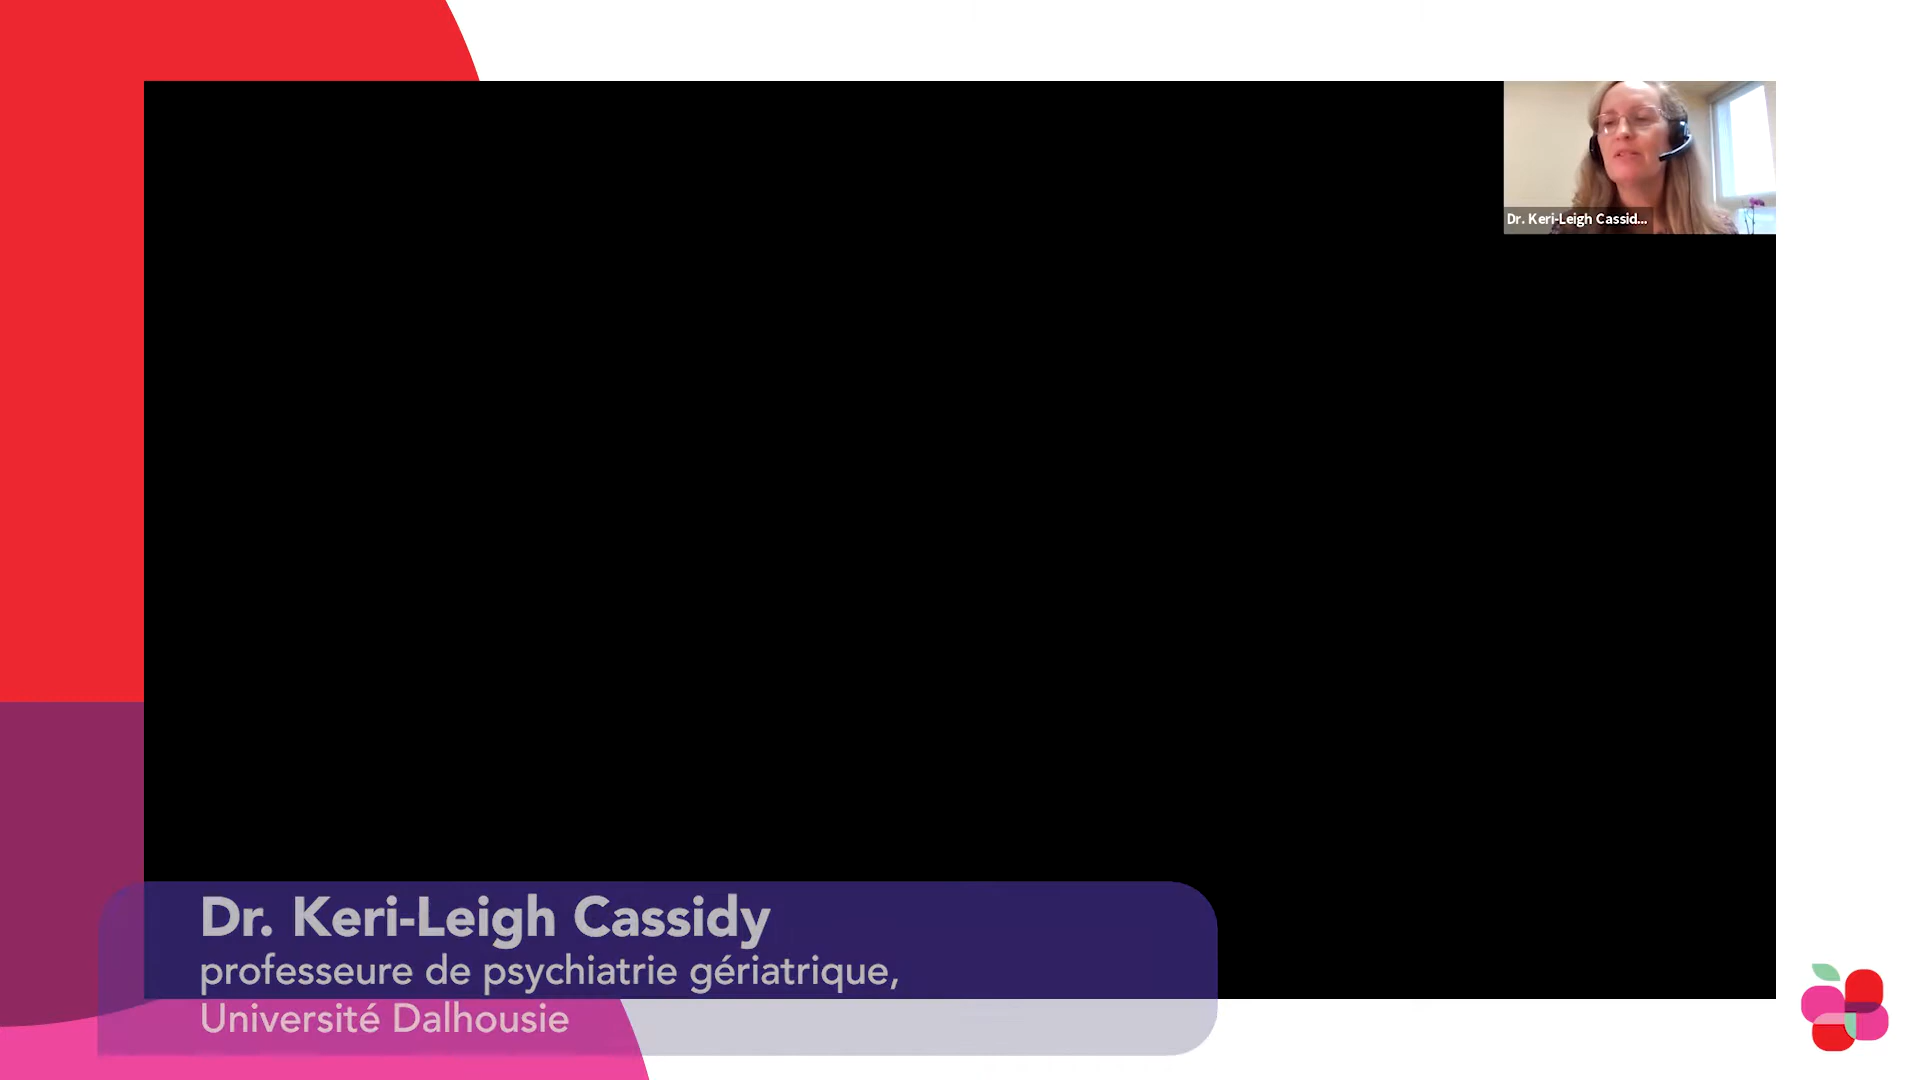 Dr. Keri-Leigh Cassid...
Dr. Keri-Leigh Cassidy
professeure de psychiatrie gériatrique,
Université Dalhousie